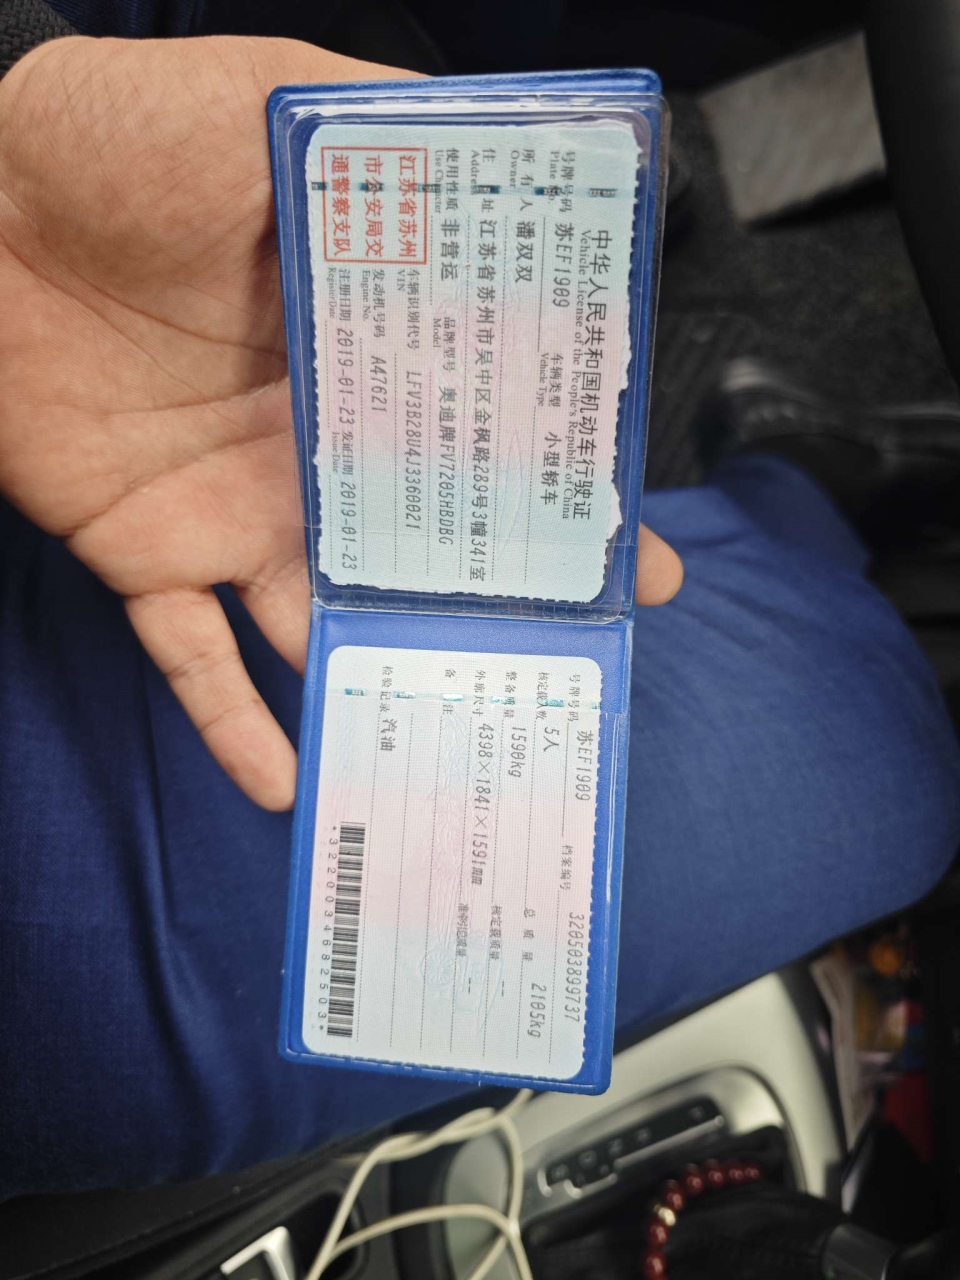 中华人民共和国机动车行驶证
Vehicle License of the People's Republic of China
号牌号码 苏EF1909 车辆类型 小型轿车
Plate No. Vehicle Type
所有人 潘双双
Owner
住址 江苏省苏州市吴中区金枫路289号3幢341室
Address
使用性质 非营运 品牌型号 奥迪牌FV7205HBDBG
Use Character Model
江苏省苏州
市公安局交
通警察支队
车辆识别代号 LFV3B28U4J3360021
VIN
发动机号码 A47621
Engine No.
注册日期 2019-01-23 发证日期 2019-01-23
Register Date Issue Date
号牌号码 苏EF1909 档案编号 320503899737
核定载人数 5人 总质量 2105kg
整备质量 1590kg 核定载质量 --
外廓尺寸 4398×1841×1591mm 准牵引总质量 --
备注
检验记录 汽油
*3220034682503*